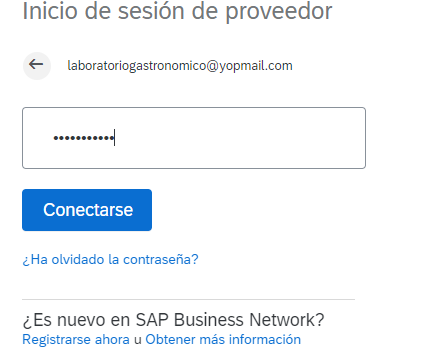 Inicio de sesión de proveedor
laboratoriogastronomico@yopmail.com
•••••••••••
Conectarse
¿Ha olvidado la contraseña?
¿Es nuevo en SAP Business Network?
Registrarse ahora u Obtener más información